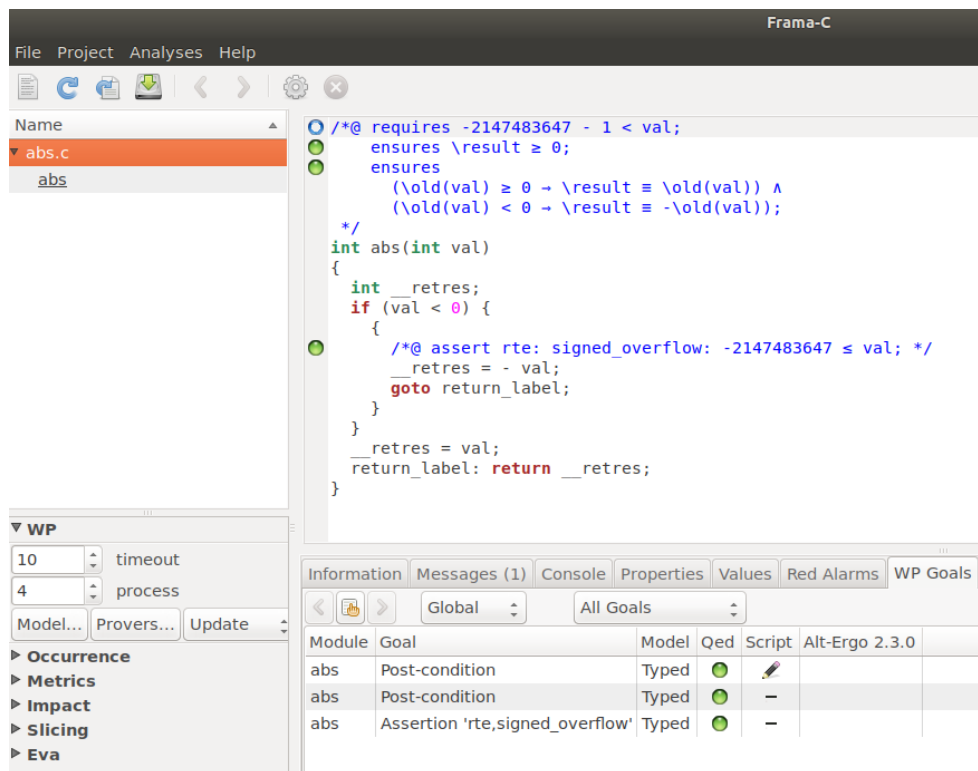 Frama-C
File Project Analyses Help
Name
abs.c
abs
/*@ requires -2147483647 - 1 < val;
ensures \result ≥ 0;
ensures
(\old(val) ≥ 0 → \result ≡ \old(val)) ∧
(\old(val) < 0 → \result ≡ -\old(val));
*/
int abs(int val)
{
int __retres;
if (val < 0) {
{
/*@ assert rte: signed_overflow: -2147483647 ≤ val; */
__retres = - val;
goto return_label;
}
}
__retres = val;
return_label: return __retres;
}
WP
10 timeout
4 process
Model... Provers... Update
Occurrence
Metrics
Impact
Slicing
Eva
Information Messages (1) Console Properties Values Red Alarms WP Goals
Global All Goals
Module Goal Model Qed Script Alt-Ergo 2.3.0
abs Post-condition Typed
abs Post-condition Typed –
abs Assertion 'rte,signed_overflow' Typed –